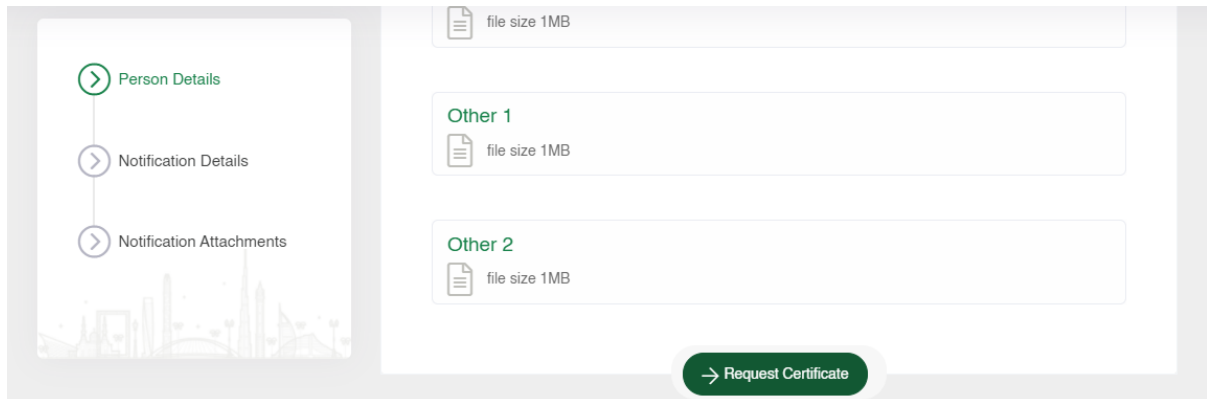 Person Details
Notification Details
Notification Attachments
file size 1MB
Other 1
file size 1MB
Other 2
file size 1MB
Request Certificate